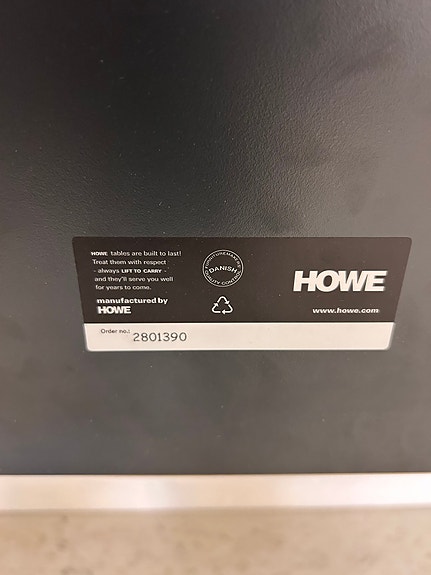 HOWE tables are built to last!
Treat them with respect
- always LIFT TO CARRY -
and they'll serve you well
for years to come.
manufactured by
HOWE
DANISH
HOWE
www.howe.com
Order no.: 2801390